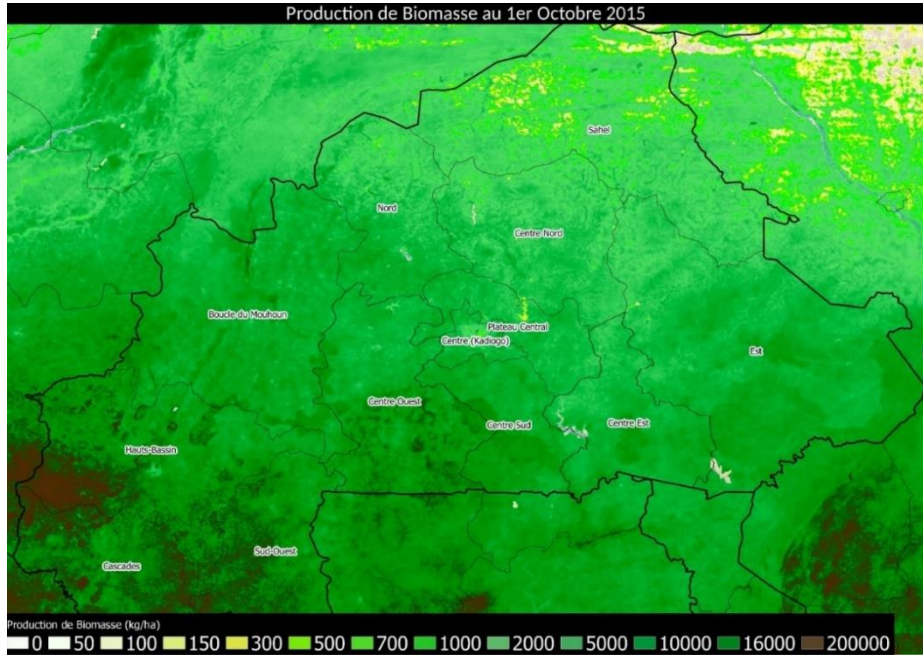 Production de Biomasse au 1er Octobre 2015
Sahel
Nord
Centre Nord
Boucle du Mouhoun
Plateau Central
Centre (Kadiogo)
Est
Centre Ouest
Centre Sud
Centre Est
Hauts-Bassin
Sud-Ouest
Cascades
Production de Biomasse (kg/ha)
0 50 100 150 300 500 700 1000 2000 5000 10000 16000 200000